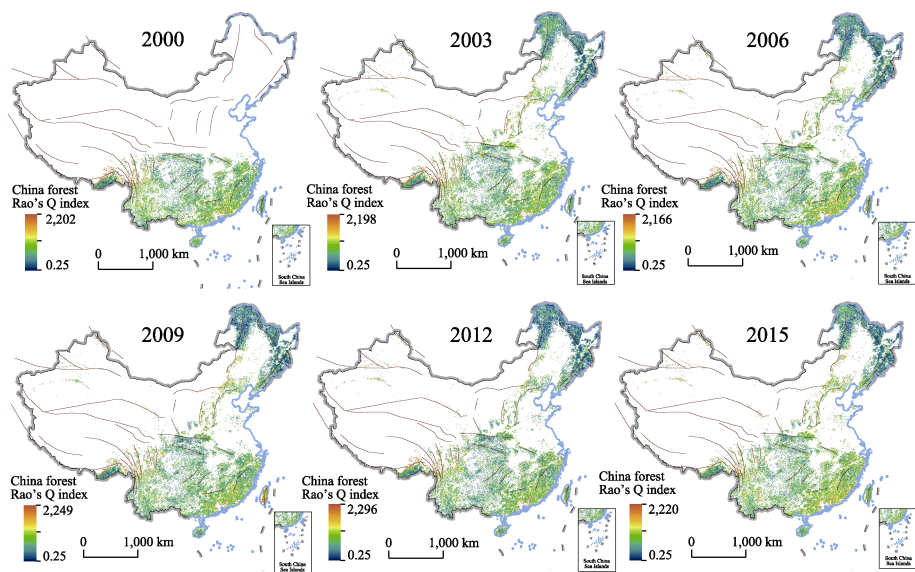 2000
China forest
Rao's Q index
2,202
0.25
0
1,000 km
South China
Sea Islands
2003
China forest
Rao's Q index
2,198
0.25
0
1,000 km
South China
Sea Islands
2006
China forest
Rao's Q index
2,166
0.25
0
1,000 km
South China
Sea Islands
2009
China forest
Rao's Q index
2,249
0.25
0
1,000 km
South China
Sea Islands
2012
China forest
Rao's Q index
2,296
0.25
0
1,000 km
South China
Sea Islands
2015
China forest
Rao's Q index
2,220
0.25
0
1,000 km
South China
Sea Islands